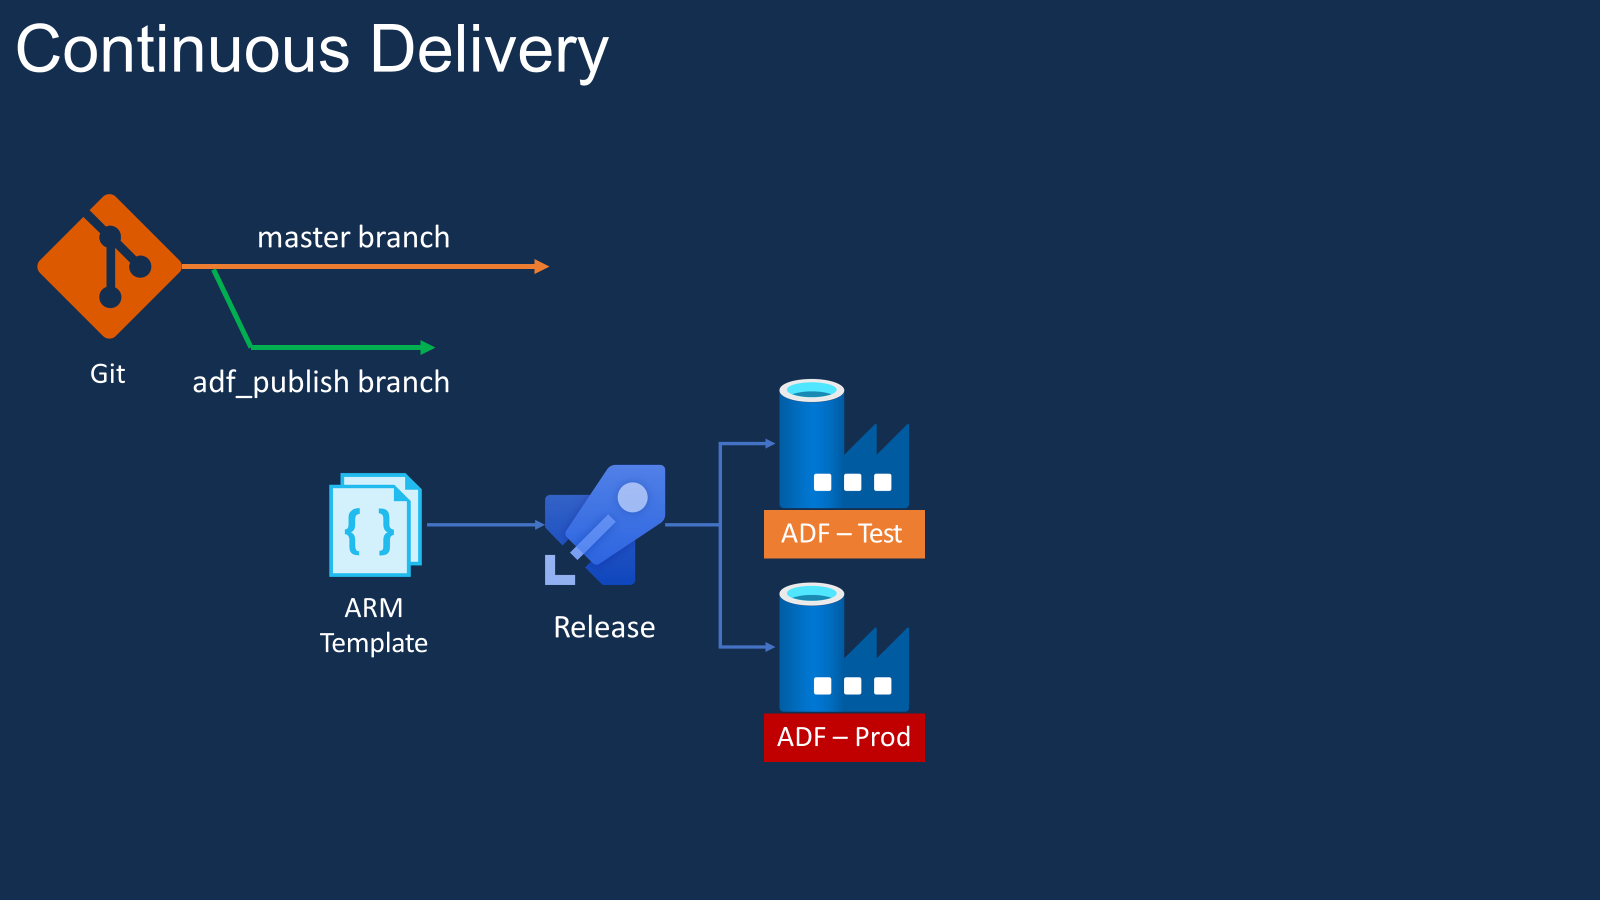 Continuous Delivery
master branch
Git
adf_publish branch
{ }
ADF – Test
ARM
Template
Release
ADF – Prod